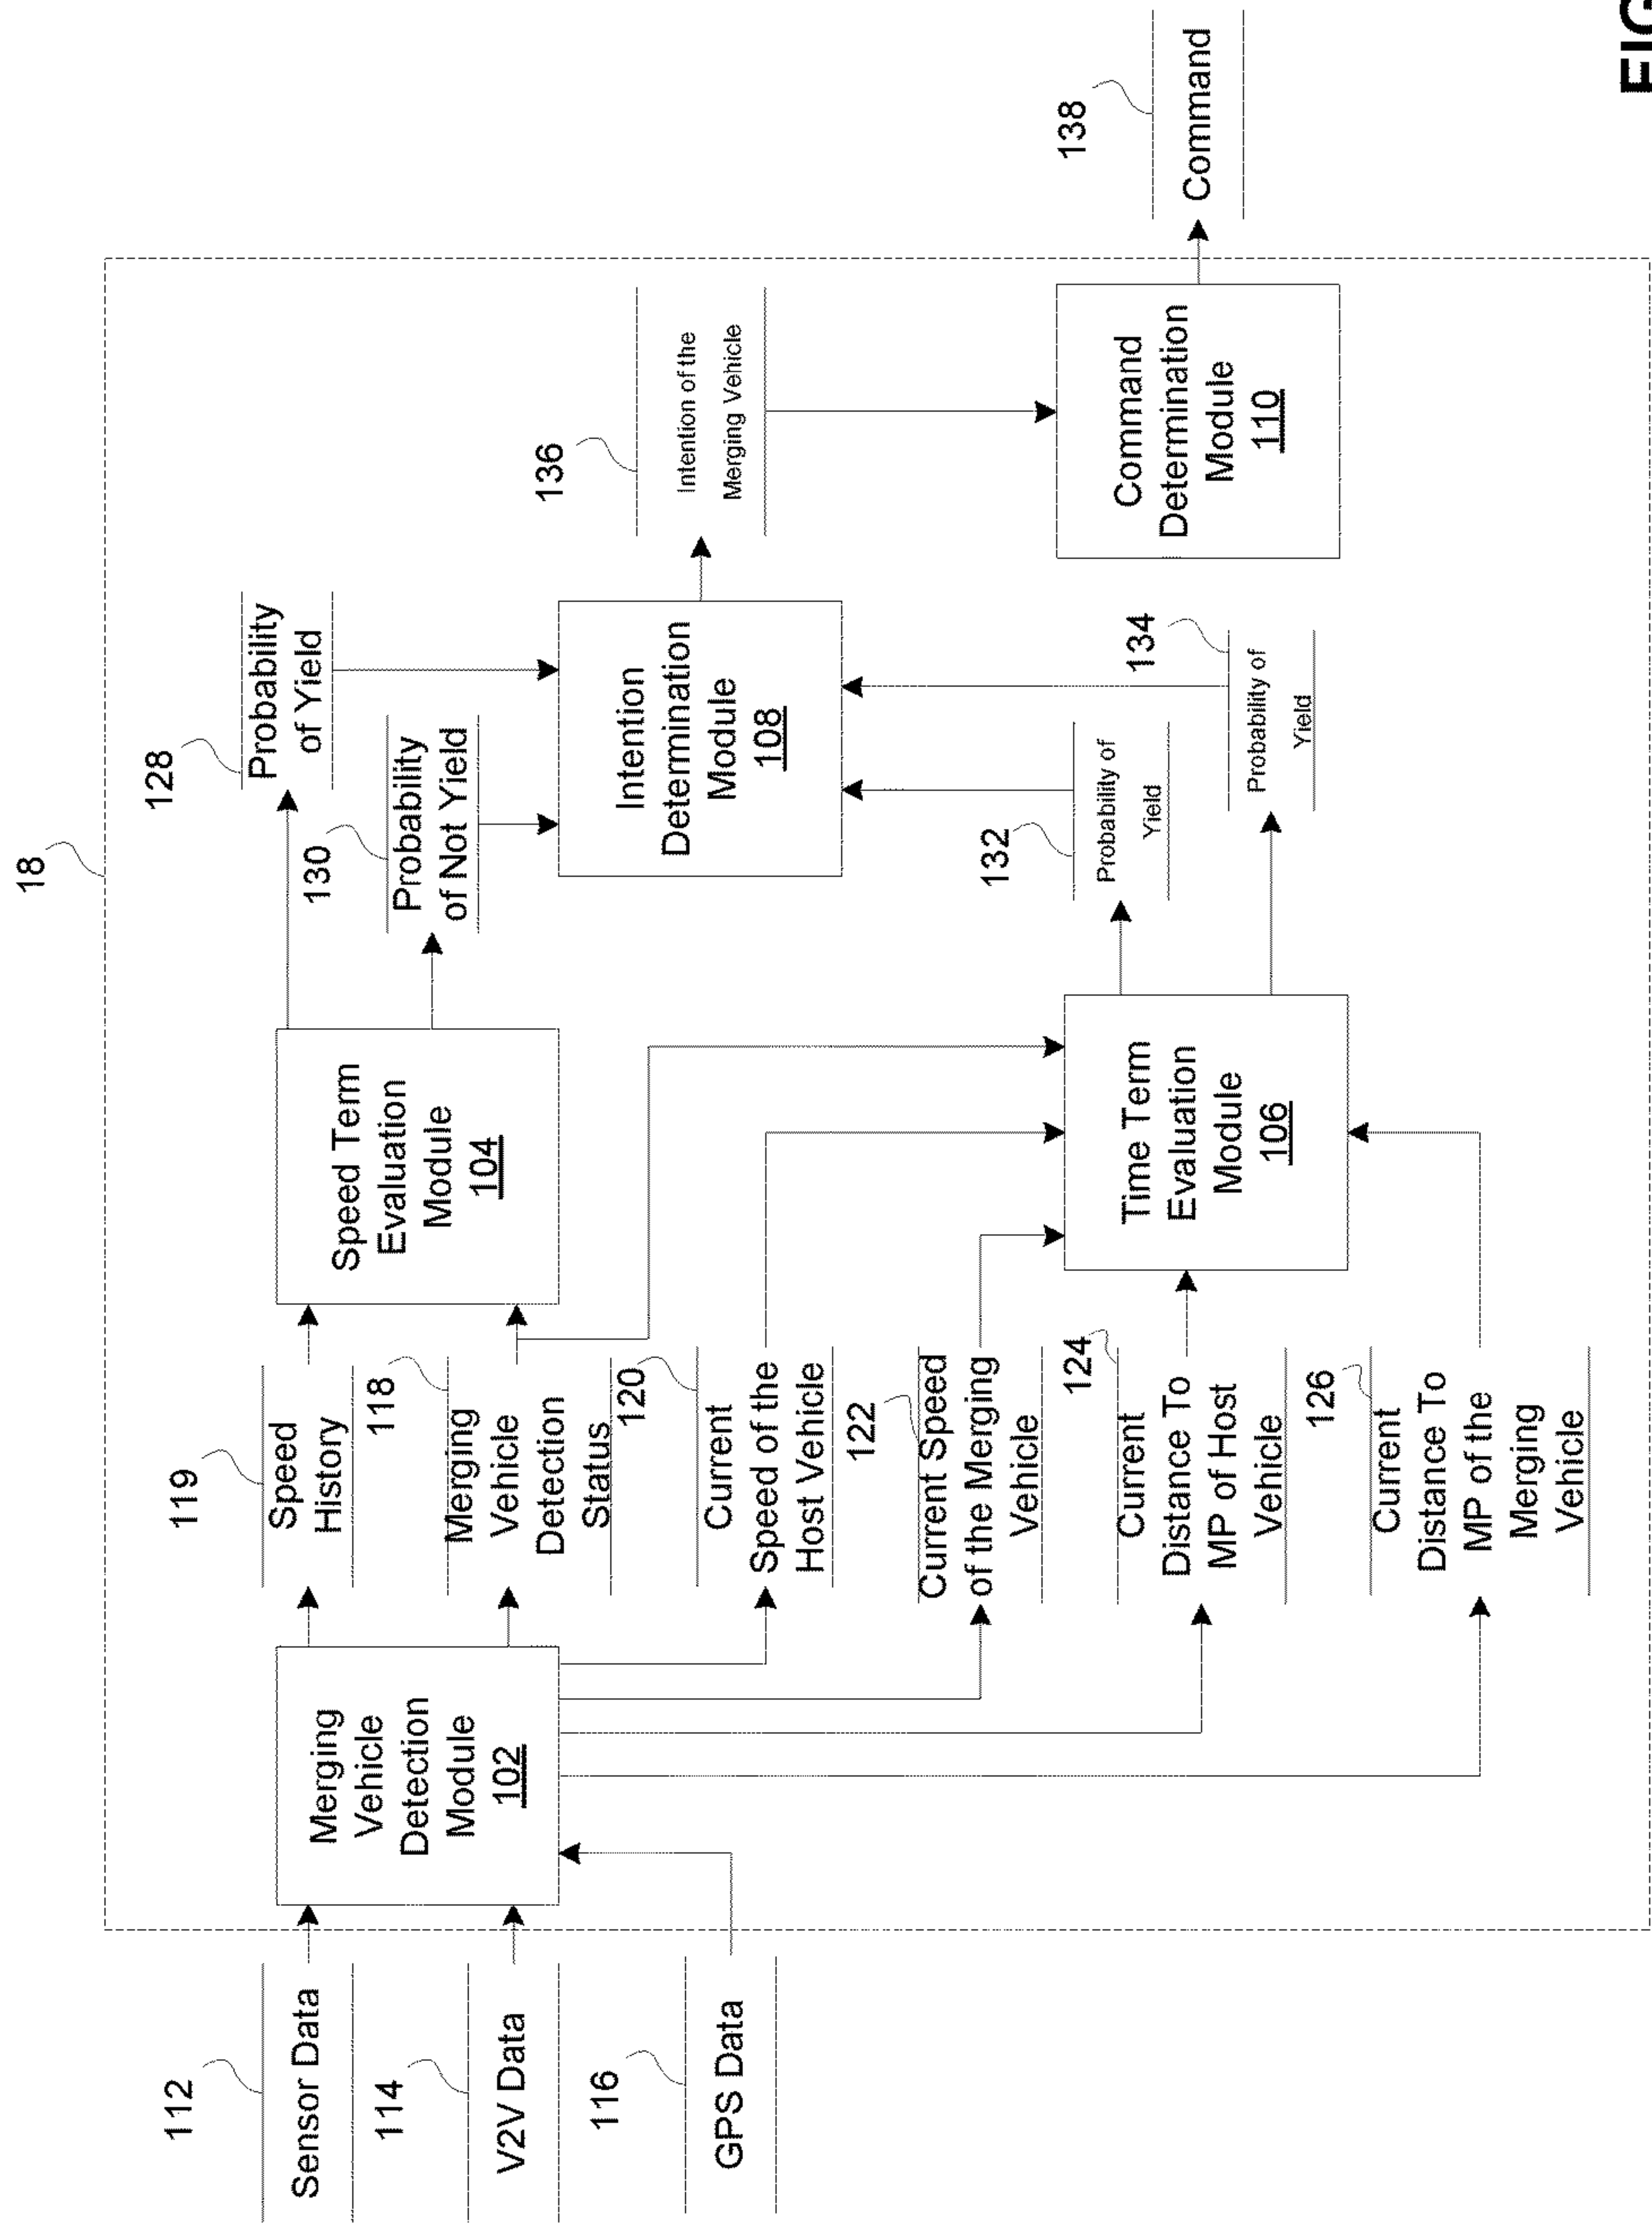 18
112
Sensor Data
114
V2V Data
116
GPS Data
Merging
Vehicle
Detection
Module
102
119
Speed
History
118
Merging
Vehicle
Detection
Status
120
Current
Speed of the
Host Vehicle
122
Current Speed
of the Merging
Vehicle
124
Current
Distance To
MP of Host
Vehicle
126
Current
Distance To
MP of the
Merging
Vehicle
Speed Term
Evaluation
Module
104
Time Term
Evaluation
Module
106
128
Probability
of Yield
130
Probability
of Not Yield
132
Probability of
Yield
134
Probability of
Yield
Intention
Determination
Module
108
136
Intention of the
Merging Vehicle
Command
Determination
Module
110
138
Command